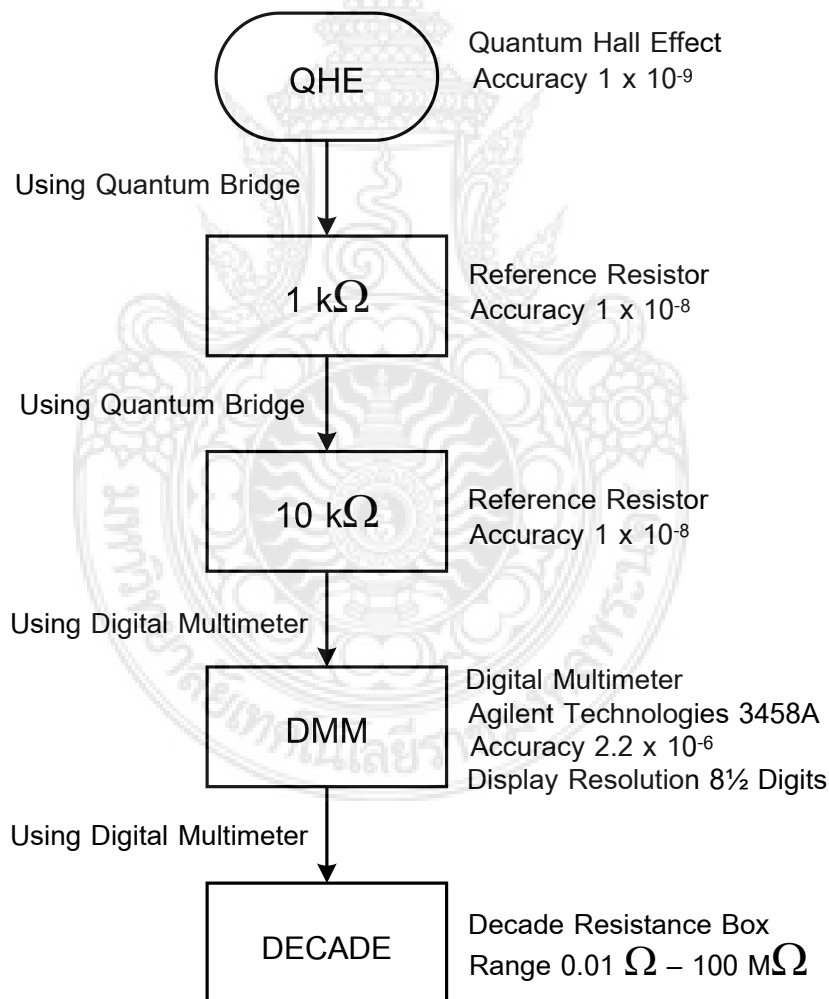 QHE
Quantum Hall Effect
Accuracy 1 x 10⁻⁹
Using Quantum Bridge
1 kΩ
Reference Resistor
Accuracy 1 x 10⁻⁸
Using Quantum Bridge
10 kΩ
Reference Resistor
Accuracy 1 x 10⁻⁸
Using Digital Multimeter
DMM
Digital Multimeter
Agilent Technologies 3458A
Accuracy 2.2 x 10⁻⁶
Display Resolution 8½ Digits
Using Digital Multimeter
DECADE
Decade Resistance Box
Range 0.01 Ω – 100 MΩ